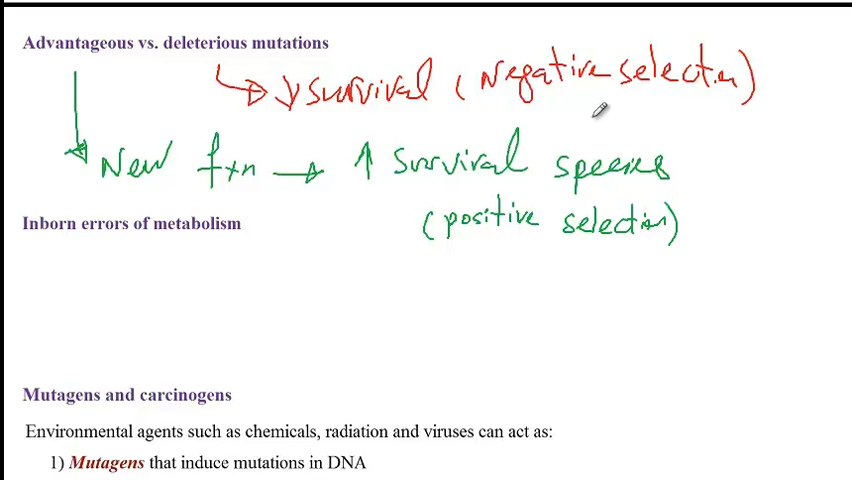 Advantageous vs. deleterious mutations
↓ survival (Negative selection)
New fxn → ↑ survival species
(positive selection)
Inborn errors of metabolism
Mutagens and carcinogens
Environmental agents such as chemicals, radiation and viruses can act as:
1) Mutagens that induce mutations in DNA